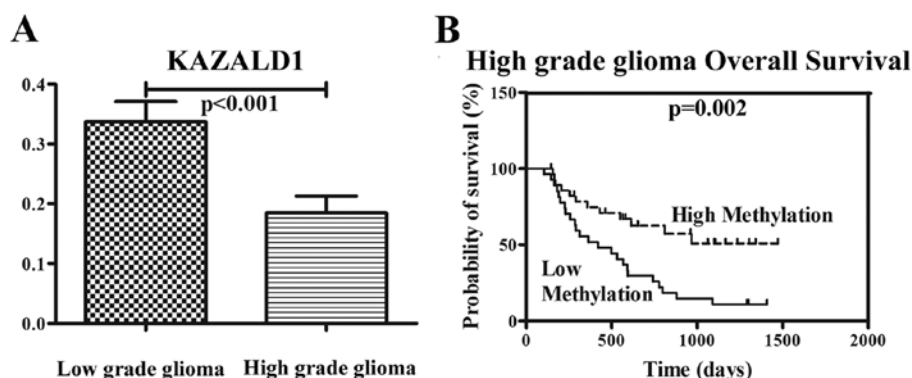 A
KAZALD1
0.4
p<0.001
0.3
0.2
0.1
0.0
Low grade glioma High grade glioma
B
High grade glioma Overall Survival
150
p=0.002
100
High Methylation
50
Low
Methylation
0
0 500 1000 1500 2000
Probability of survival (%)
Time (days)